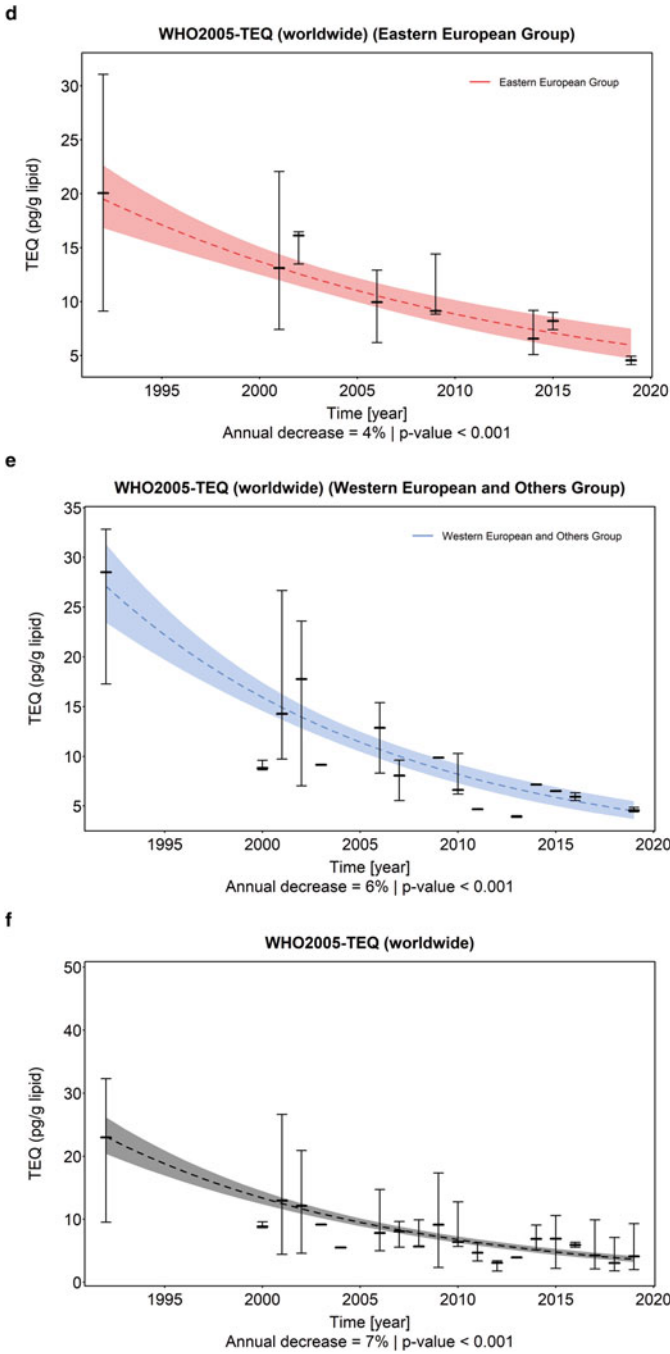 d
WHO2005-TEQ (worldwide) (Eastern European Group)
30
25
20
15
10
5
TEQ (pg/g lipid)
Eastern European Group
1995 2000 2005 2010 2015 2020
Time [year]
Annual decrease = 4% | p-value < 0.001
e
WHO2005-TEQ (worldwide) (Western European and Others Group)
35
30
25
20
15
10
5
TEQ (pg/g lipid)
Western European and Others Group
1995 2000 2005 2010 2015 2020
Time [year]
Annual decrease = 6% | p-value < 0.001
f
WHO2005-TEQ (worldwide)
50
40
30
20
10
0
TEQ (pg/g lipid)
1995 2000 2005 2010 2015 2020
Time [year]
Annual decrease = 7% | p-value < 0.001